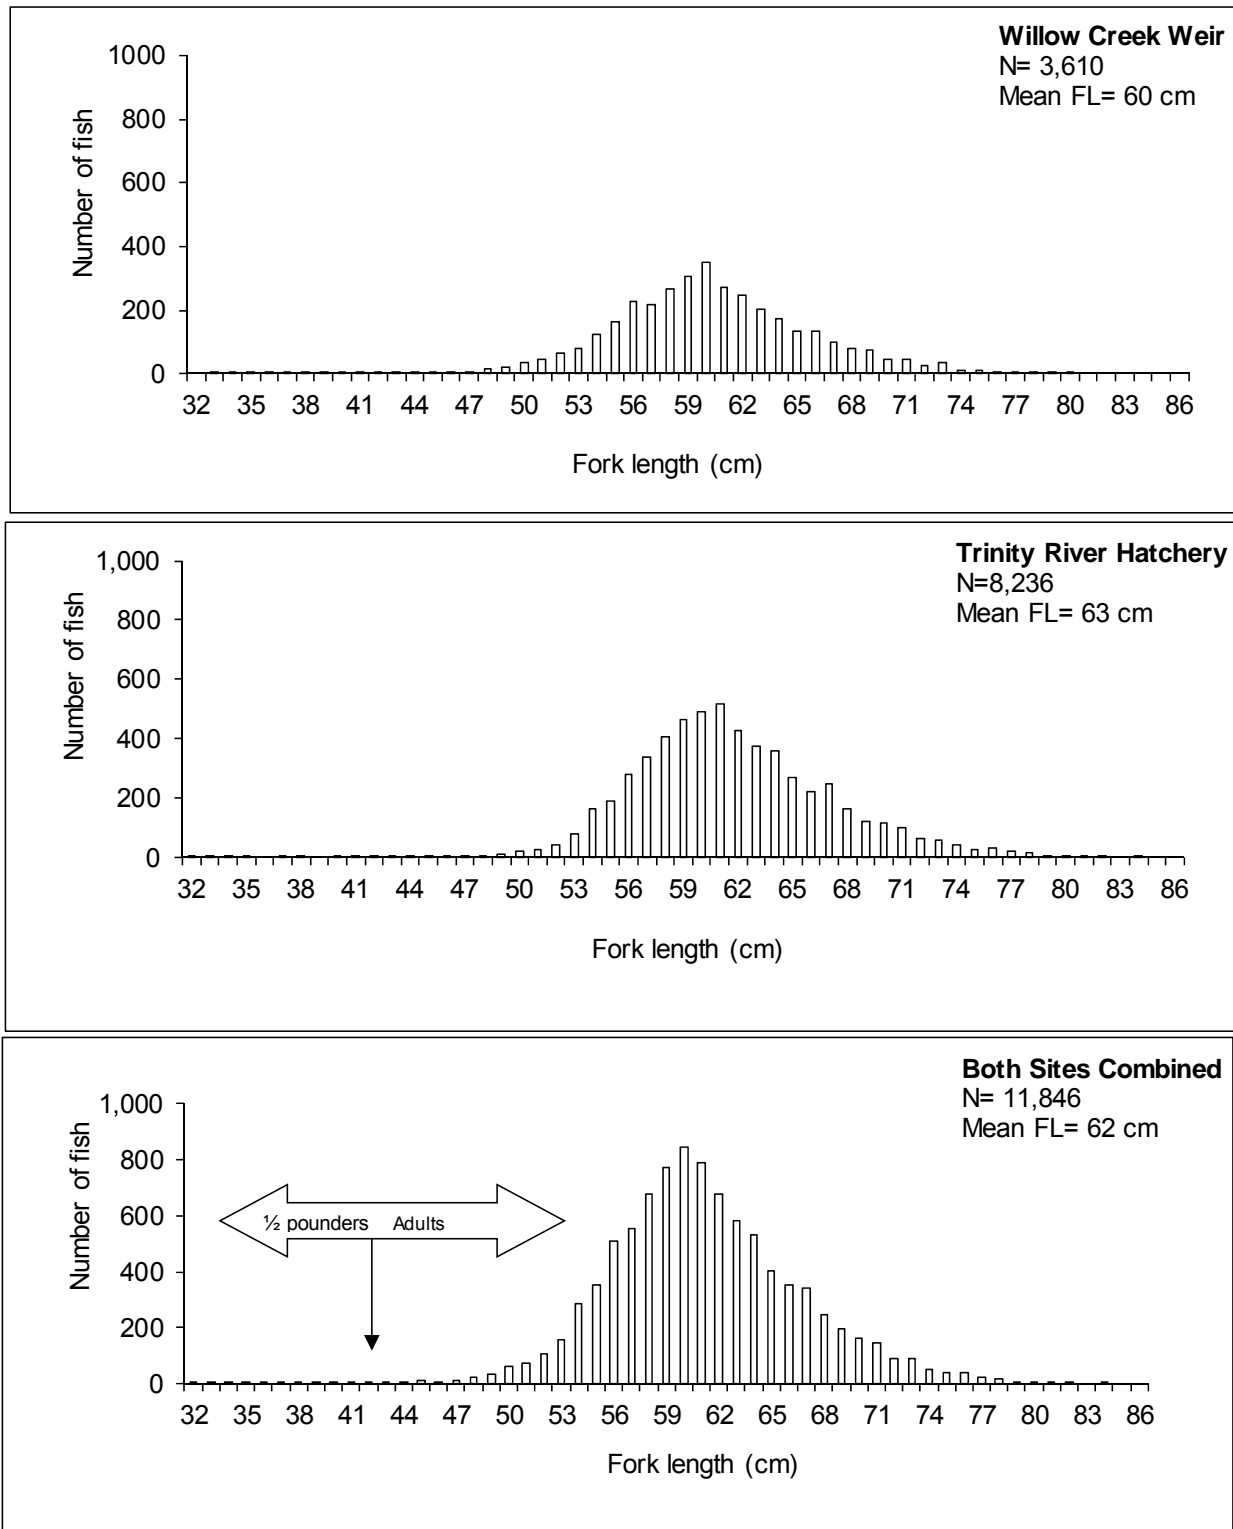 Willow Creek Weir
N= 3,610
Mean FL= 60 cm
1000
800
600
400
200
0
Number of fish
32 35 38 41 44 47 50 53 56 59 62 65 68 71 74 77 80 83 86
Fork length (cm)
Trinity River Hatchery
N=8,236
Mean FL= 63 cm
1,000
800
600
400
200
0
Number of fish
32 35 38 41 44 47 50 53 56 59 62 65 68 71 74 77 80 83 86
Fork length (cm)
Both Sites Combined
N= 11,846
Mean FL= 62 cm
1,000
800
600
400
200
0
Number of fish
½ pounders Adults
32 35 38 41 44 47 50 53 56 59 62 65 68 71 74 77 80 83 86
Fork length (cm)